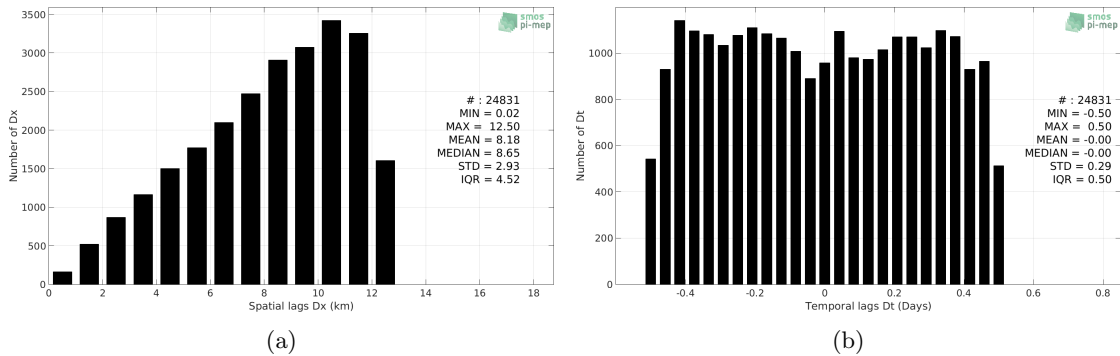 smos
pi-mep
3500
3000
2500
2000
1500
1000
500
0
Number of Dx
# : 24831
MIN = 0.02
MAX = 12.50
MEAN = 8.18
MEDIAN = 8.65
STD = 2.93
IQR = 4.52
0 2 4 6 8 10 12 14 16 18
Spatial lags Dx (km)
(a)
smos
pi-mep
1000
800
600
400
200
0
Number of Dt
# : 24831
MIN = -0.50
MAX = 0.50
MEAN = -0.00
MEDIAN = -0.00
STD = 0.29
IQR = 0.50
-0.4 -0.2 0 0.2 0.4 0.6 0.8
Temporal lags Dt (Days)
(b)